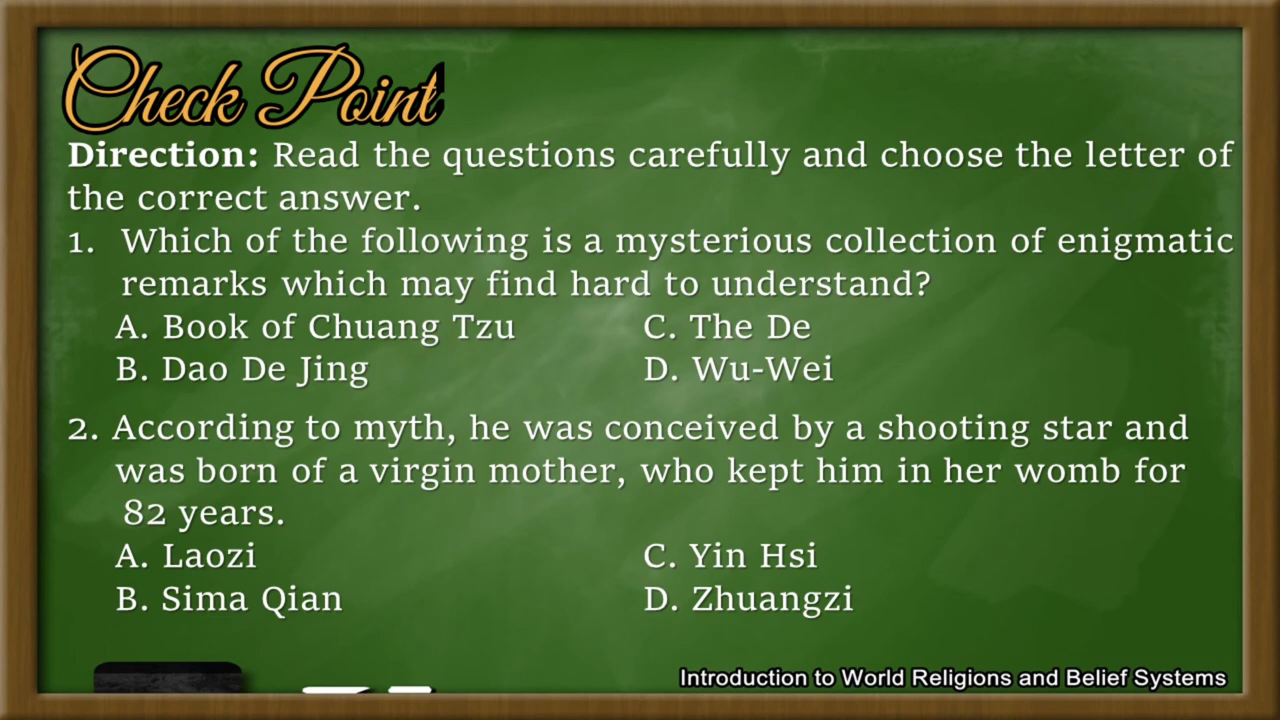 Check Point
Direction: Read the questions carefully and choose the letter of
the correct answer.
1. Which of the following is a mysterious collection of enigmatic
remarks which may find hard to understand?
A. Book of Chuang Tzu C. The De
B. Dao De Jing D. Wu-Wei
2. According to myth, he was conceived by a shooting star and
was born of a virgin mother, who kept him in her womb for
82 years.
A. Laozi C. Yin Hsi
B. Sima Qian D. Zhuangzi
Introduction to World Religions and Belief Systems